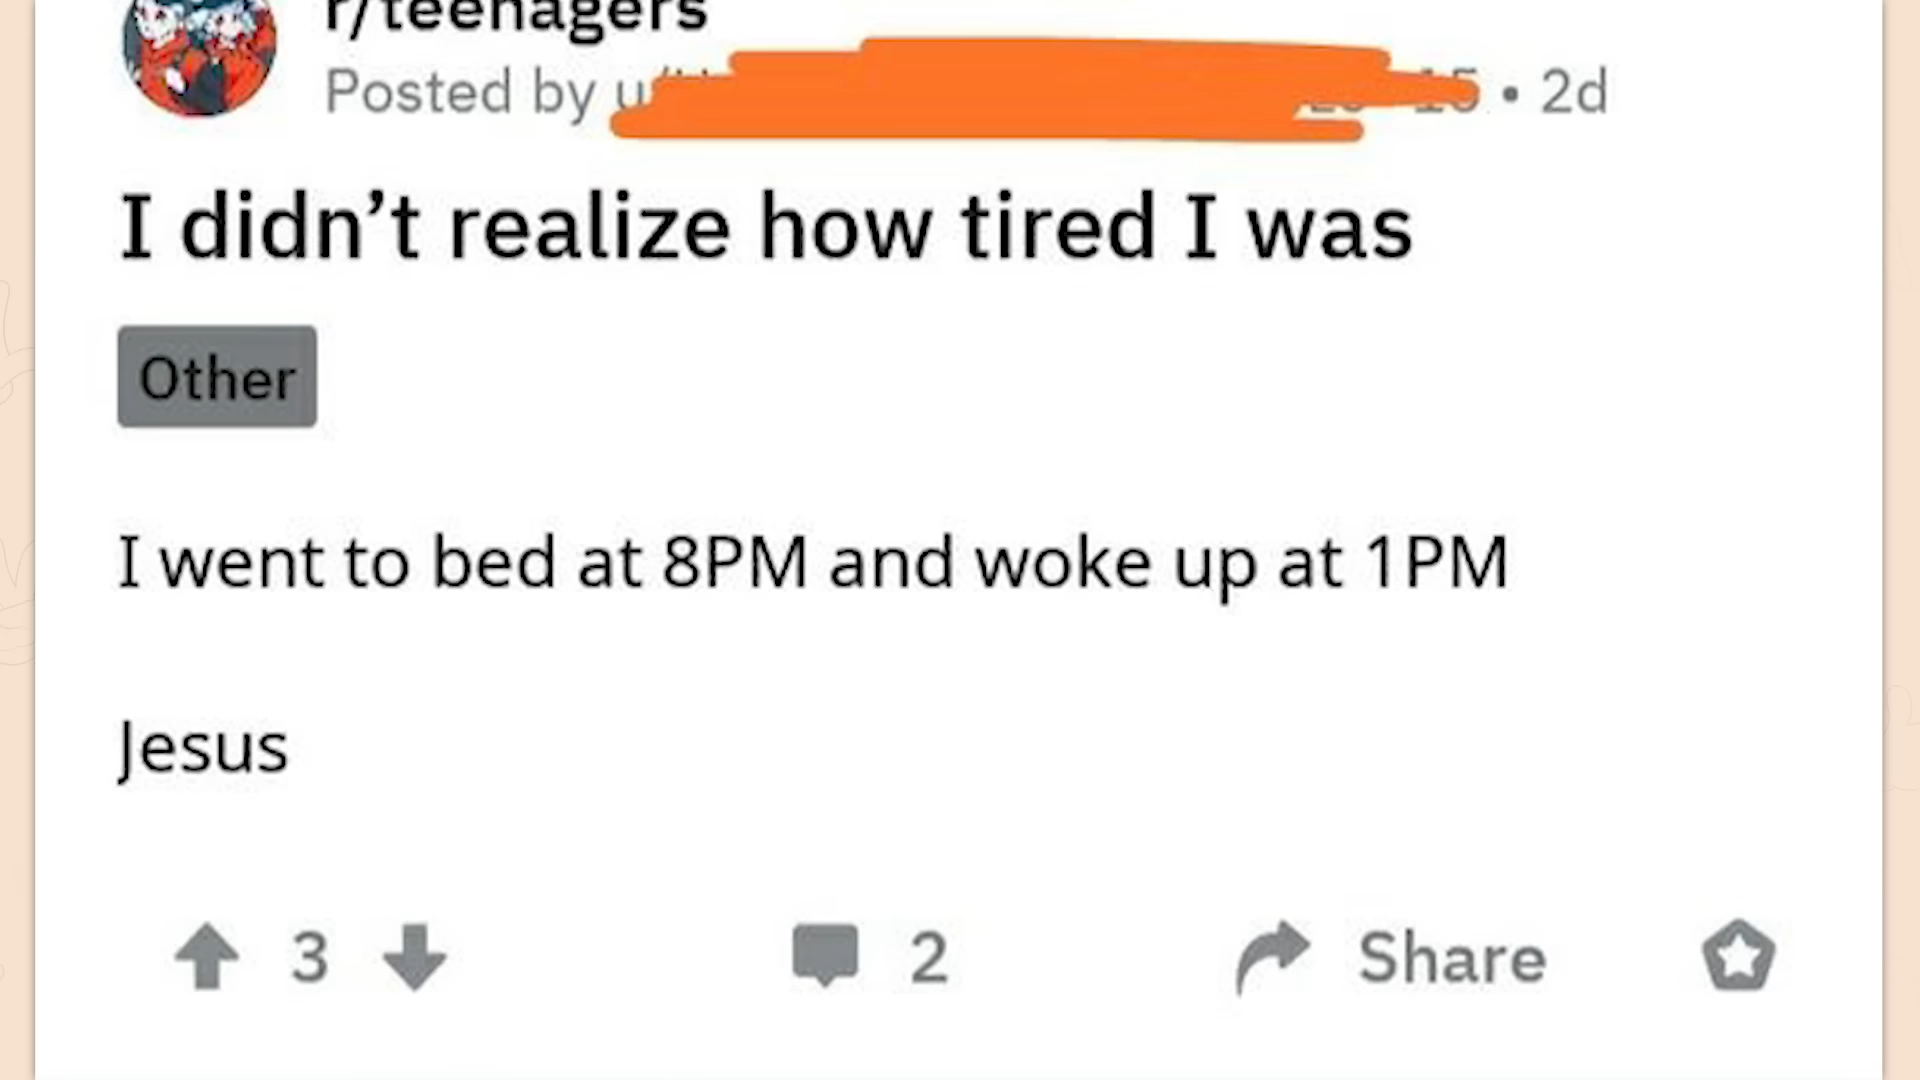 r/teenagers
Posted by u/ 15 • 2d
I didn’t realize how tired I was
Other
I went to bed at 8PM and woke up at 1PM
Jesus
3 2 Share